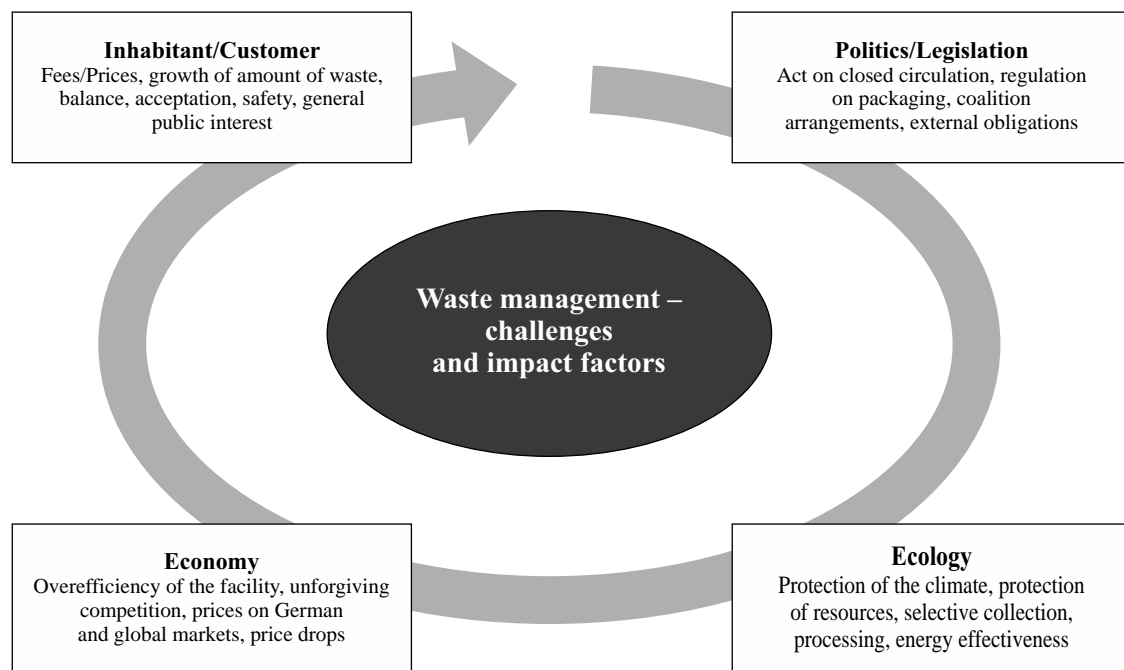 Inhabitant/Customer
Fees/Prices, growth of amount of waste,
balance, acceptation, safety, general
public interest
Politics/Legislation
Act on closed circulation, regulation
on packaging, coalition
arrangements, external obligations
Waste management –
challenges
and impact factors
Economy
Overefficiency of the facility, unforgiving
competition, prices on German
and global markets, price drops
Ecology
Protection of the climate, protection
of resources, selective collection,
processing, energy effectiveness